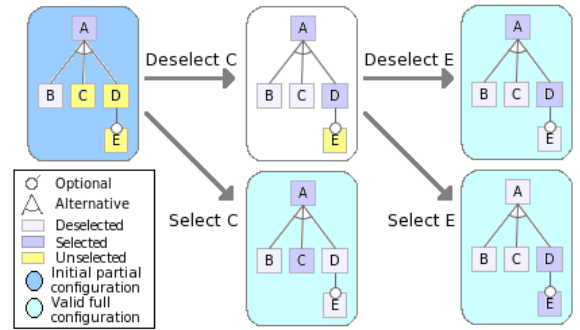 A A A
Deselect C Deselect E
B C D B C D B C D
E E E
Optional
Alternative
Deselected
Selected
Unselected
Initial partial
configuration
Valid full
configuration
Select C Select E
A A
B C D B C D
E E